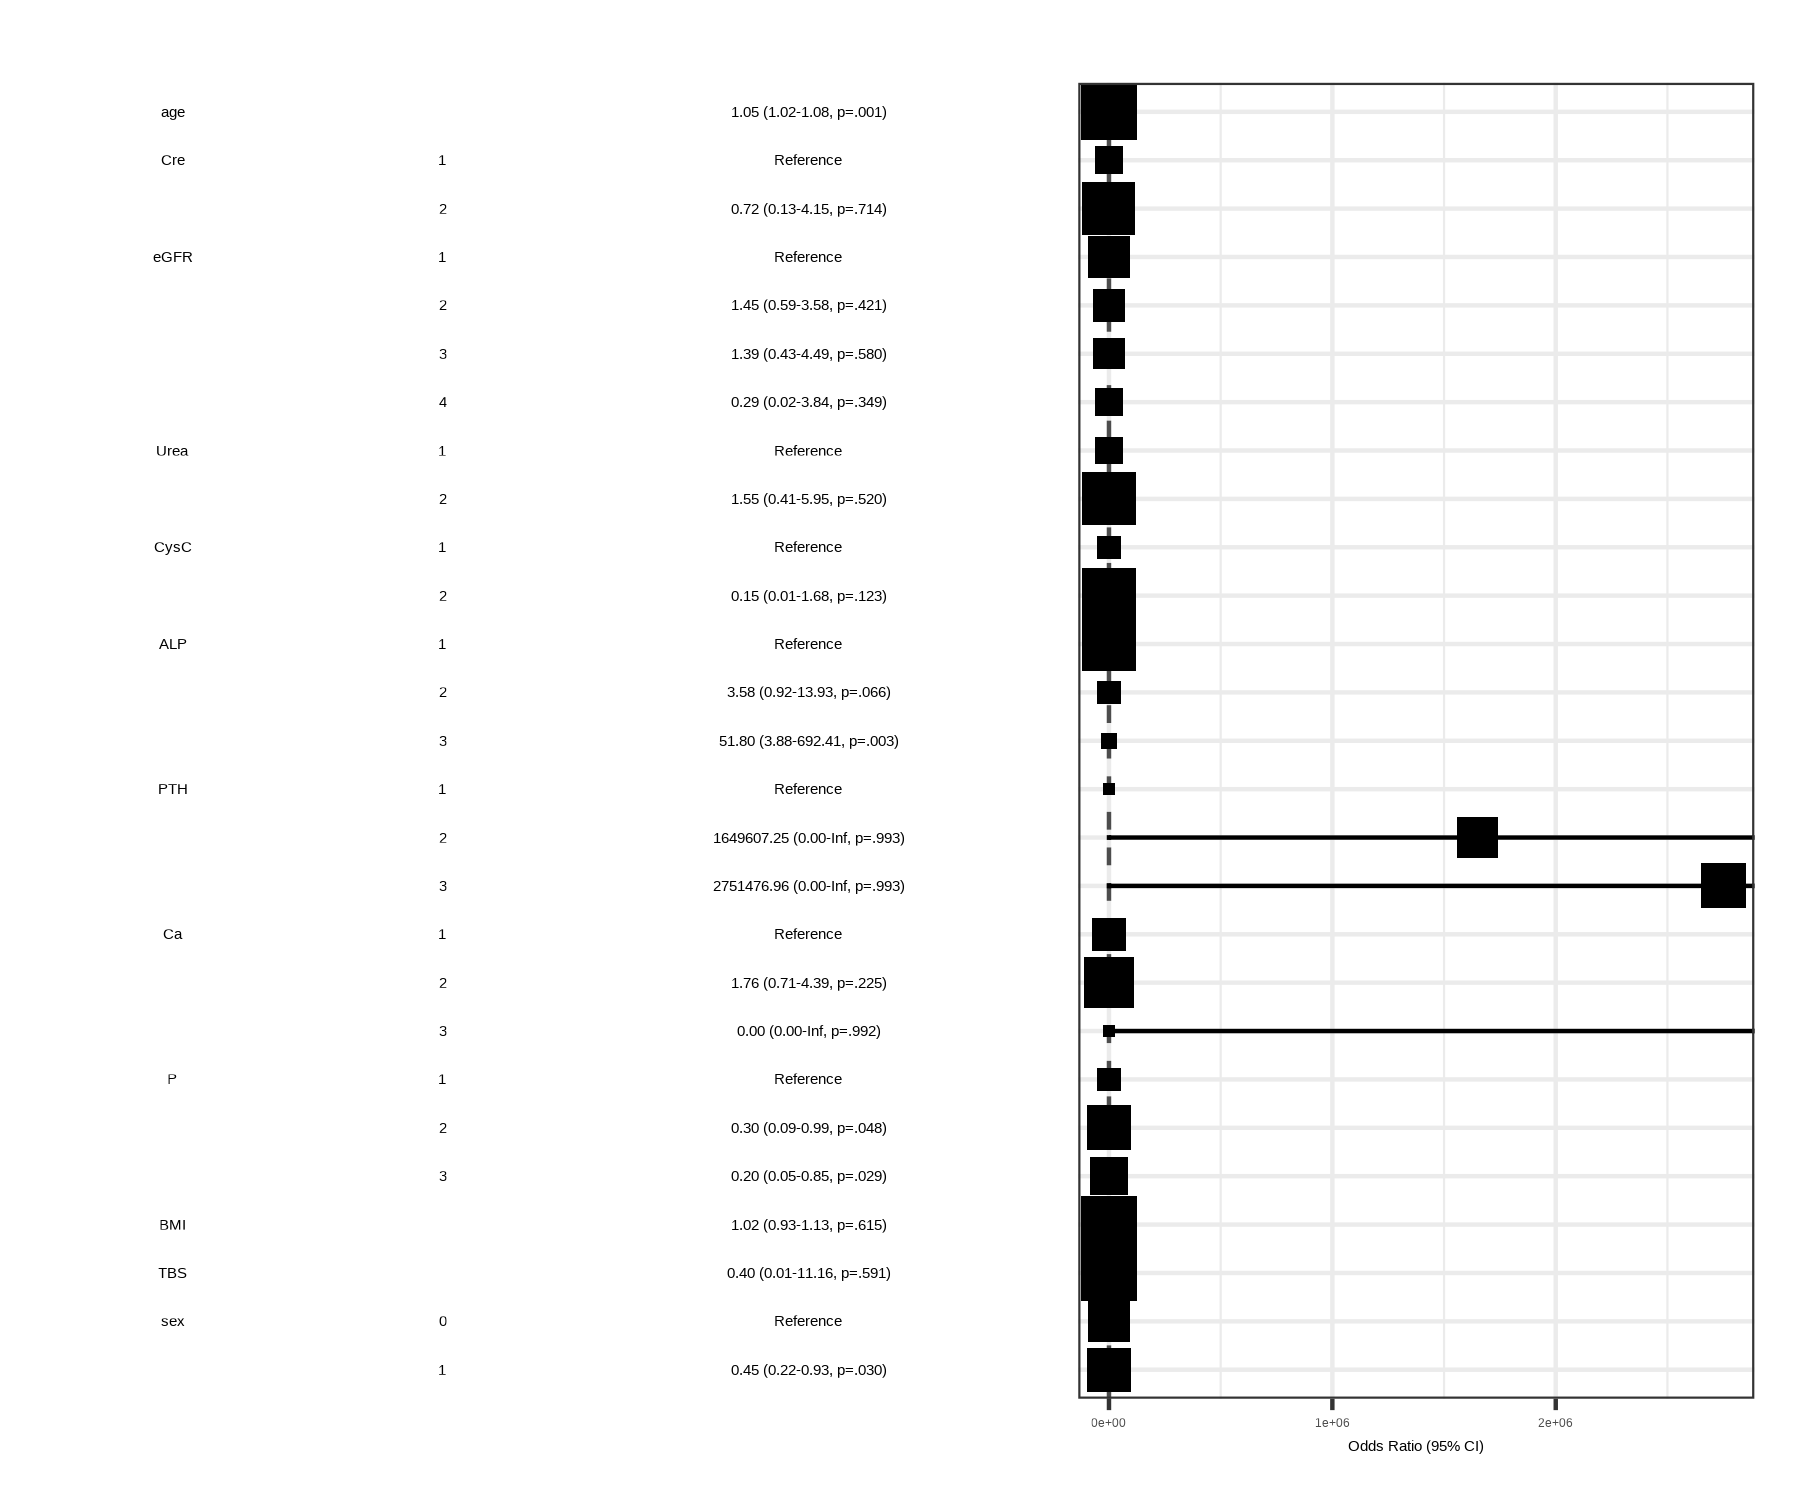 age 1.05 (1.02-1.08, p=.001)
Cre 1 Reference
2 0.72 (0.13-4.15, p=.714)
eGFR 1 Reference
2 1.45 (0.59-3.58, p=.421)
3 1.39 (0.43-4.49, p=.580)
4 0.29 (0.02-3.84, p=.349)
Urea 1 Reference
2 1.55 (0.41-5.95, p=.520)
CysC 1 Reference
2 0.15 (0.01-1.68, p=.123)
ALP 1 Reference
2 3.58 (0.92-13.93, p=.066)
3 51.80 (3.88-692.41, p=.003)
PTH 1 Reference
2 1649607.25 (0.00-Inf, p=.993)
3 2751476.96 (0.00-Inf, p=.993)
Ca 1 Reference
2 1.76 (0.71-4.39, p=.225)
3 0.00 (0.00-Inf, p=.992)
P 1 Reference
2 0.30 (0.09-0.99, p=.048)
3 0.20 (0.05-0.85, p=.029)
BMI 1.02 (0.93-1.13, p=.615)
TBS 0.40 (0.01-11.16, p=.591)
sex 0 Reference
1 0.45 (0.22-0.93, p=.030)
0e+00 1e+06 2e+06
Odds Ratio (95% CI)